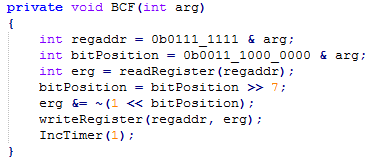 private void BCF(int arg)
{
int regaddr = 0b0111_1111 & arg;
int bitPosition = 0b0011_1000_0000 & arg;
int erg = readRegister(regaddr);
bitPosition = bitPosition >> 7;
erg &= ~(1 << bitPosition);
writeRegister(regaddr, erg);
IncTimer(1);
}